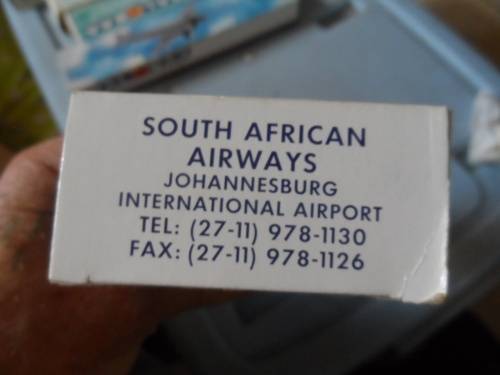 SOUTH AFRICAN
AIRWAYS
JOHANNESBURG
INTERNATIONAL AIRPORT
TEL: (27-11) 978-1130
FAX: (27-11) 978-1126